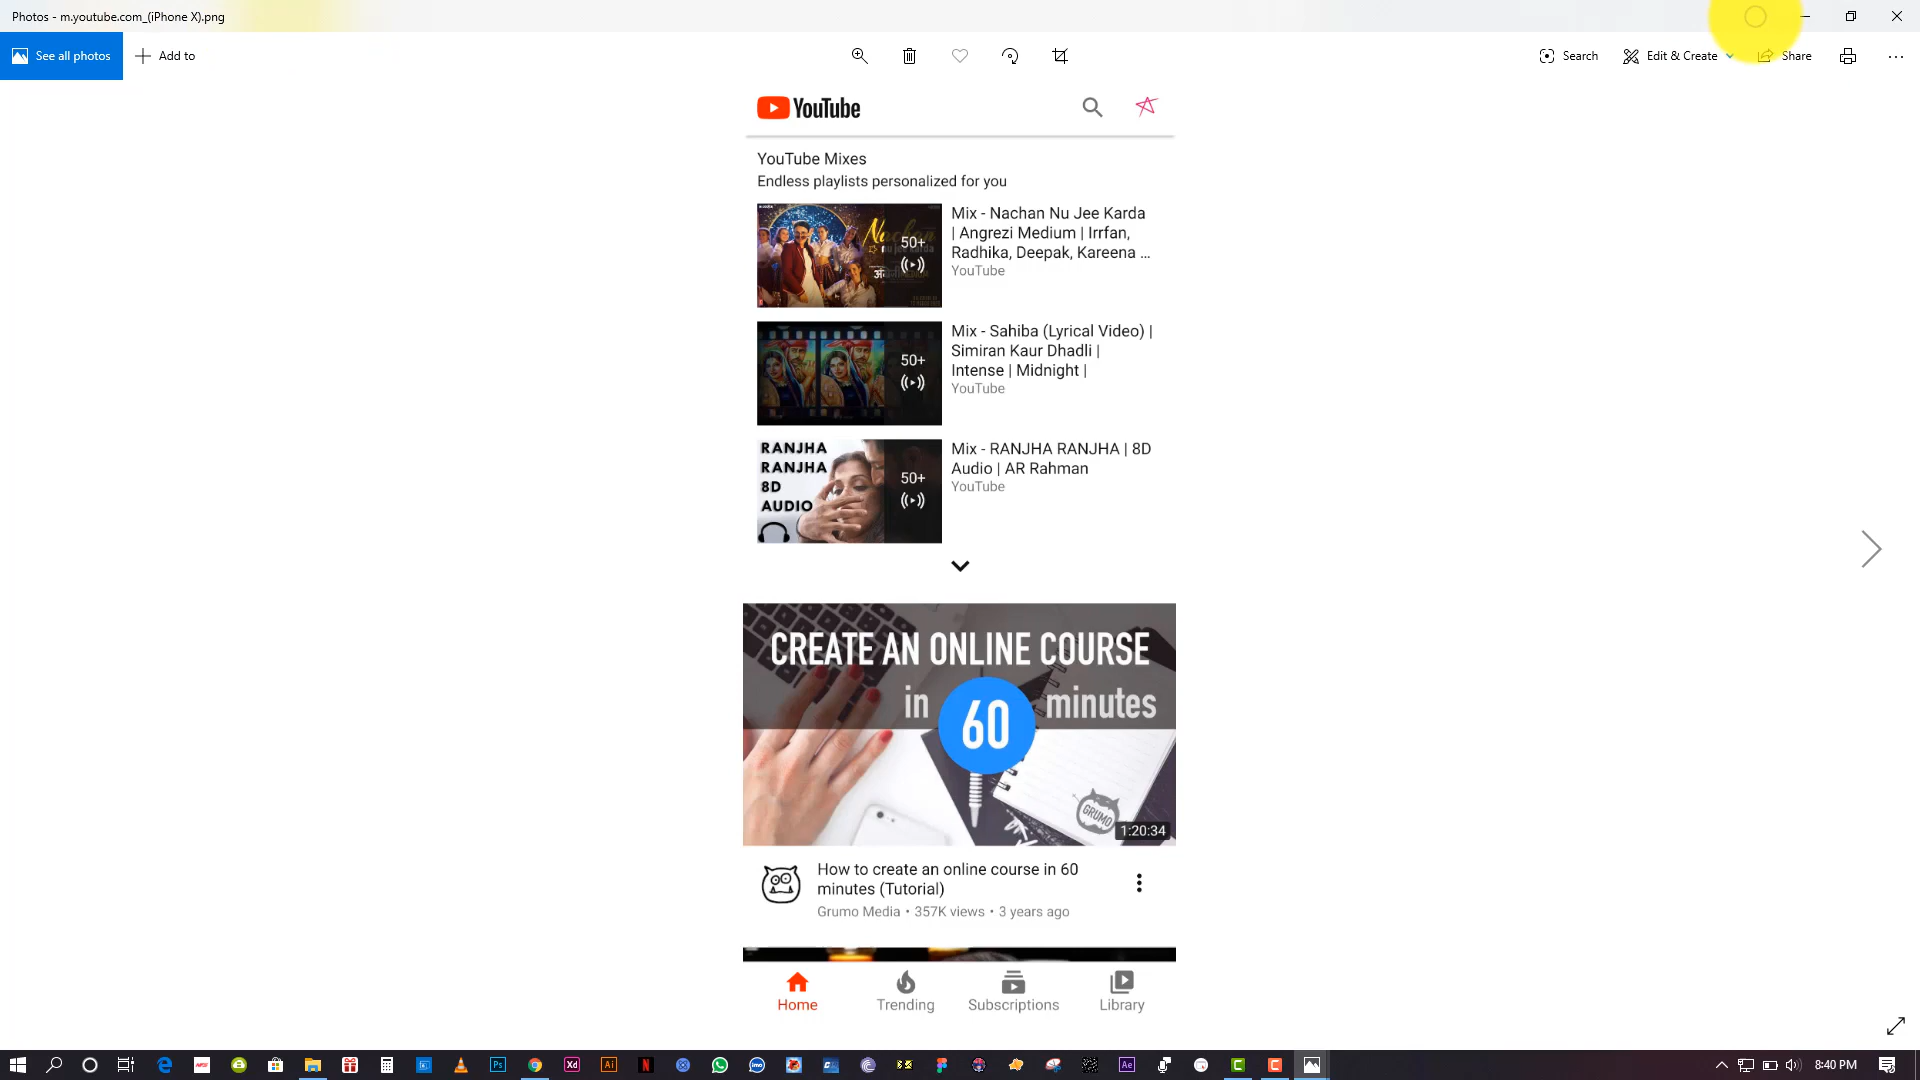 Photos - m.youtube.com_(iPhone X).png
See all photos
Add to
Search
Edit & Create
Share
YouTube
YouTube Mixes
Endless playlists personalized for you
50+
Mix - Nachan Nu Jee Karda
| Angrezi Medium | Irrfan,
Radhika, Deepak, Kareena ...
YouTube
50+
Mix - Sahiba (Lyrical Video) |
Simiran Kaur Dhadli |
Intense | Midnight |
YouTube
RANJHA
RANJHA
8D
AUDIO
50+
Mix - RANJHA RANJHA | 8D
Audio | AR Rahman
YouTube
CREATE AN ONLINE COURSE
in 60 minutes
GRUMO
1:20:34
How to create an online course in 60
minutes (Tutorial)
Grumo Media • 357K views • 3 years ago
Home
Trending
Subscriptions
Library
8:40 PM